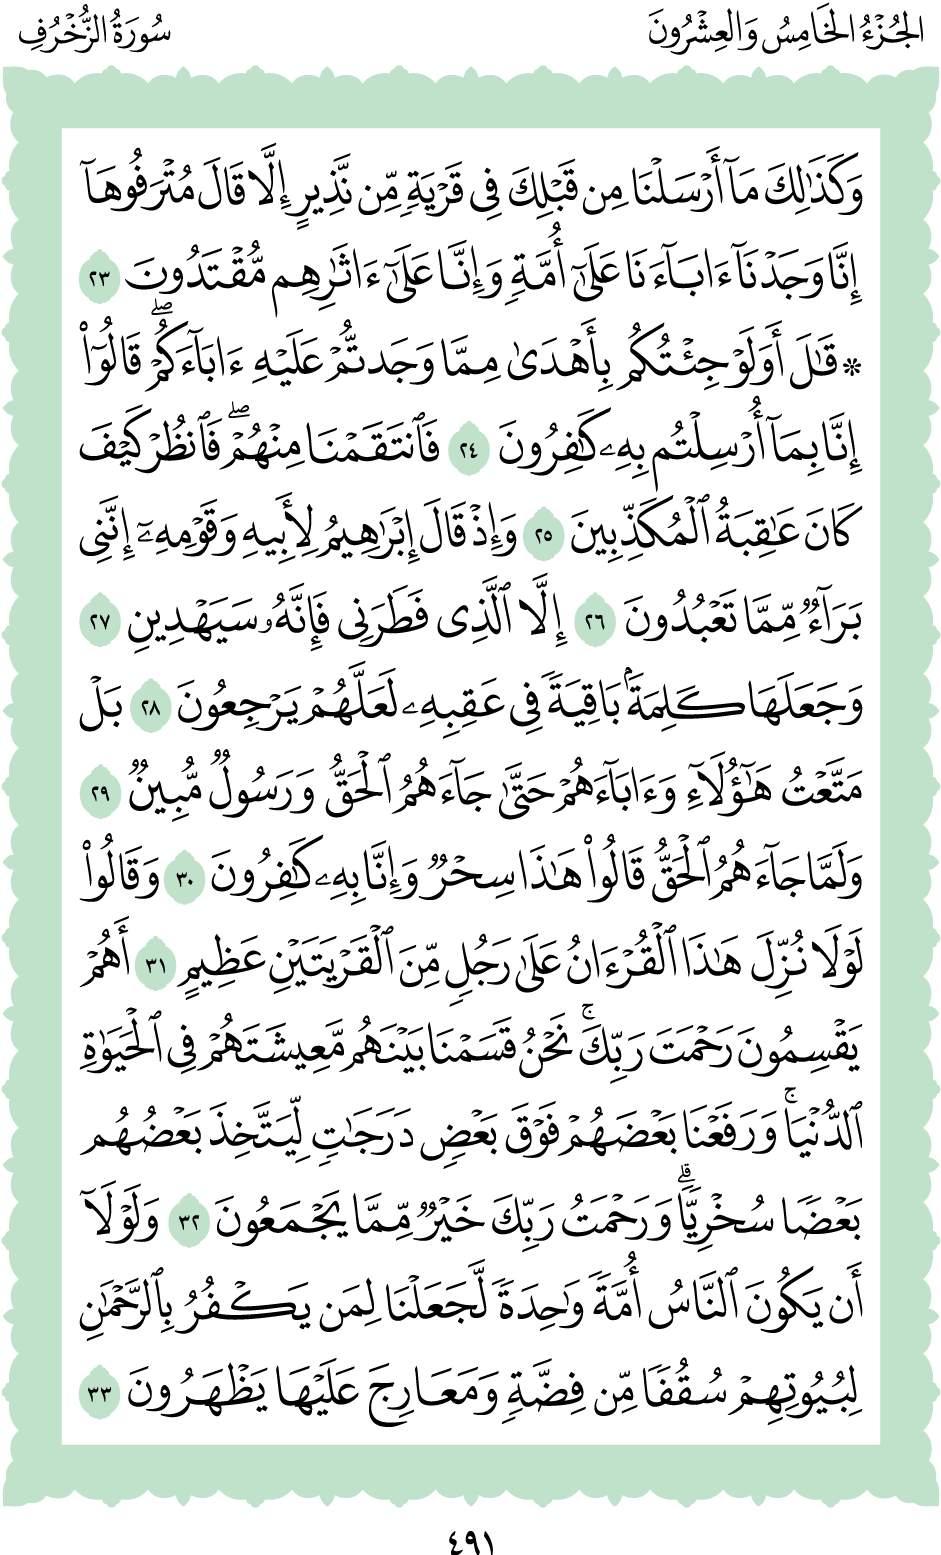 الجُزْءُ الخَامِسُ وَالعِشْرُونَ
سُورَةُ الزُّخْرُفِ
وَكَذَٰلِكَ مَآ أَرْسَلْنَا مِن قَبْلِكَ فِى قَرْيَةٍ مِّن نَّذِيرٍ إِلَّا قَالَ مُتْرَفُوهَآ
إِنَّا وَجَدْنَآ ءَابَآءَنَا عَلَىٰٓ أُمَّةٍ وَإِنَّا عَلَىٰٓ ءَاثَٰرِهِم مُّقْتَدُونَ ٢٣
۞ قَٰلَ أَوَلَوْ جِئْتُكُم بِأَهْدَىٰ مِمَّا وَجَدتُّمْ عَلَيْهِ ءَابَآءَكُمْ ۖ قَالُوٓا۟
إِنَّا بِمَآ أُرْسِلْتُم بِهِۦ كَٰفِرُونَ ٢٤ فَٱنتَقَمْنَا مِنْهُمْ ۖ فَٱنظُرْ كَيْفَ
كَانَ عَٰقِبَةُ ٱلْمُكَذِّبِينَ ٢٥ وَإِذْ قَالَ إِبْرَٰهِيمُ لِأَبِيهِ وَقَوْمِهِۦٓ إِنَّنِى
بَرَآءٌ مِّمَّا تَعْبُدُونَ ٢٦ إِلَّا ٱلَّذِى فَطَرَنِى فَإِنَّهُۥ سَيَهْدِينِ ٢٧
وَجَعَلَهَا كَلِمَةًۢ بَاقِيَةً فِى عَقِبِهِۦ لَعَلَّهُمْ يَرْجِعُونَ ٢٨ بَلْ
مَتَّعْتُ هَٰٓؤُلَآءِ وَءَابَآءَهُمْ حَتَّىٰ جَآءَهُمُ ٱلْحَقُّ وَرَسُولٌ مُّبِينٌ ٢٩
وَلَمَّا جَآءَهُمُ ٱلْحَقُّ قَالُوا۟ هَٰذَا سِحْرٌ وَإِنَّا بِهِۦ كَٰفِرُونَ ٣٠ وَقَالُوا۟
لَوْلَا نُزِّلَ هَٰذَا ٱلْقُرْءَانُ عَلَىٰ رَجُلٍ مِّنَ ٱلْقَرْيَتَيْنِ عَظِيمٍ ٣١ أَهُمْ
يَقْسِمُونَ رَحْمَتَ رَبِّكَ ۚ نَحْنُ قَسَمْنَا بَيْنَهُم مَّعِيشَتَهُمْ فِى ٱلْحَيَوٰةِ
ٱلدُّنْيَا ۚ وَرَفَعْنَا بَعْضَهُمْ فَوْقَ بَعْضٍ دَرَجَٰتٍ لِّيَتَّخِذَ بَعْضُهُم
بَعْضًا سُخْرِيًّا ۗ وَرَحْمَتُ رَبِّكَ خَيْرٌ مِّمَّا يَجْمَعُونَ ٣٢ وَلَوْلَآ
أَن يَكُونَ ٱلنَّاسُ أُمَّةً وَٰحِدَةً لَّجَعَلْنَا لِمَن يَكْفُرُ بِٱلرَّحْمَٰنِ
لِبُيُوتِهِمْ سُقُفًا مِّن فِضَّةٍ وَمَعَارِجَ عَلَيْهَا يَظْهَرُونَ ٣٣
٤٩١